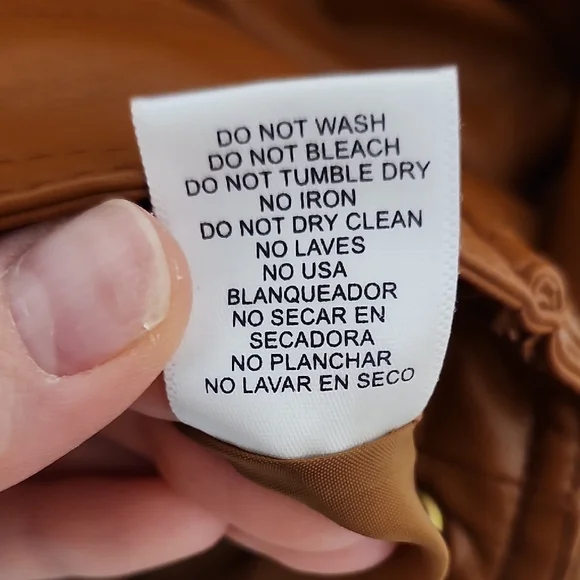 DO NOT WASH
DO NOT BLEACH
DO NOT TUMBLE DRY
NO IRON
DO NOT DRY CLEAN
NO LAVES
NO USA
BLANQUEADOR
NO SECAR EN
SECADORA
NO PLANCHAR
NO LAVAR EN SECO